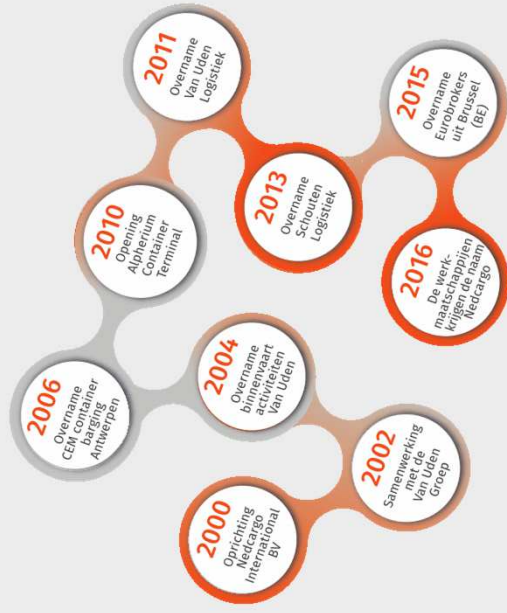 2000
Oprichting
Nedcargo
International
BV
2002
Samenwerking
met de
Van Uden
Groep
2004
Overname
binnenvaart
activiteiten
Van Uden
2006
Overname
CEM container
barging
Antwerpen
2010
Opening
Alpherium
Container
Terminal
2011
Overname
Van Uden
Logistiek
2013
Overname
Schouten
Logistiek
2015
Overname
Eurobrokers
uit Brussel
(BE)
2016
De werk-
maatschappijen
krijgen de naam
Nedcargo